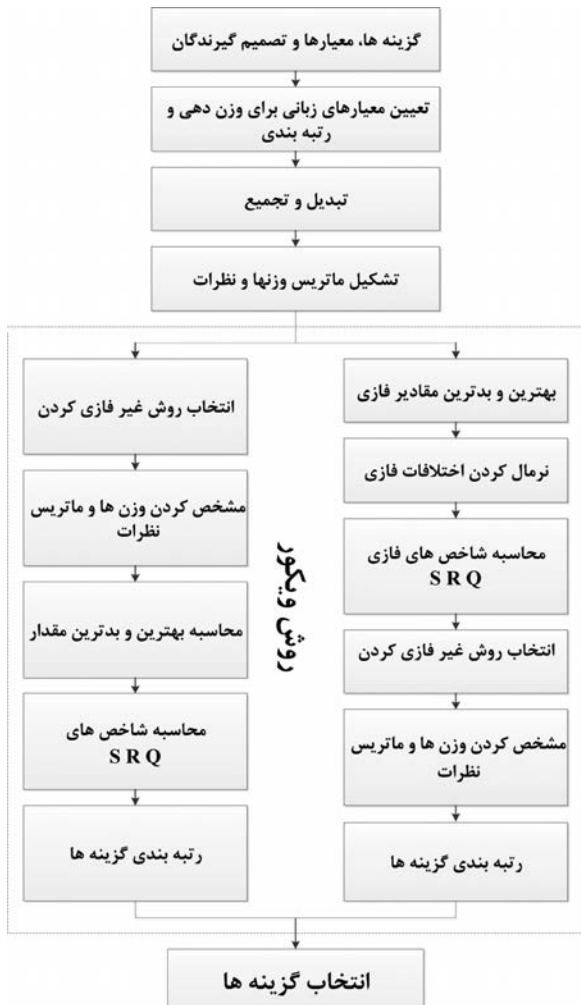 گزینه ها، معیارها و تصمیم گیرندگان
تعیین معیارهای زبانی برای وزن دهی و
رتبه بندی
تبدیل و تجمیع
تشکیل ماتریس وزنها و نظرات
بهترین و بدترین مقادیر فازی
نرمال کردن اختلافات فازی
محاسبه شاخص های فازی
S R Q
انتخاب روش غیر فازی کردن
مشخص کردن وزن ها و ماتریس
نظرات
رتبه بندی گزینه ها
روش ویکور
انتخاب روش غیر فازی کردن
مشخص کردن وزن ها و ماتریس
نظرات
محاسبه بهترین و بدترین مقدار
محاسبه شاخص های
S R Q
رتبه بندی گزینه ها
انتخاب گزینه ها